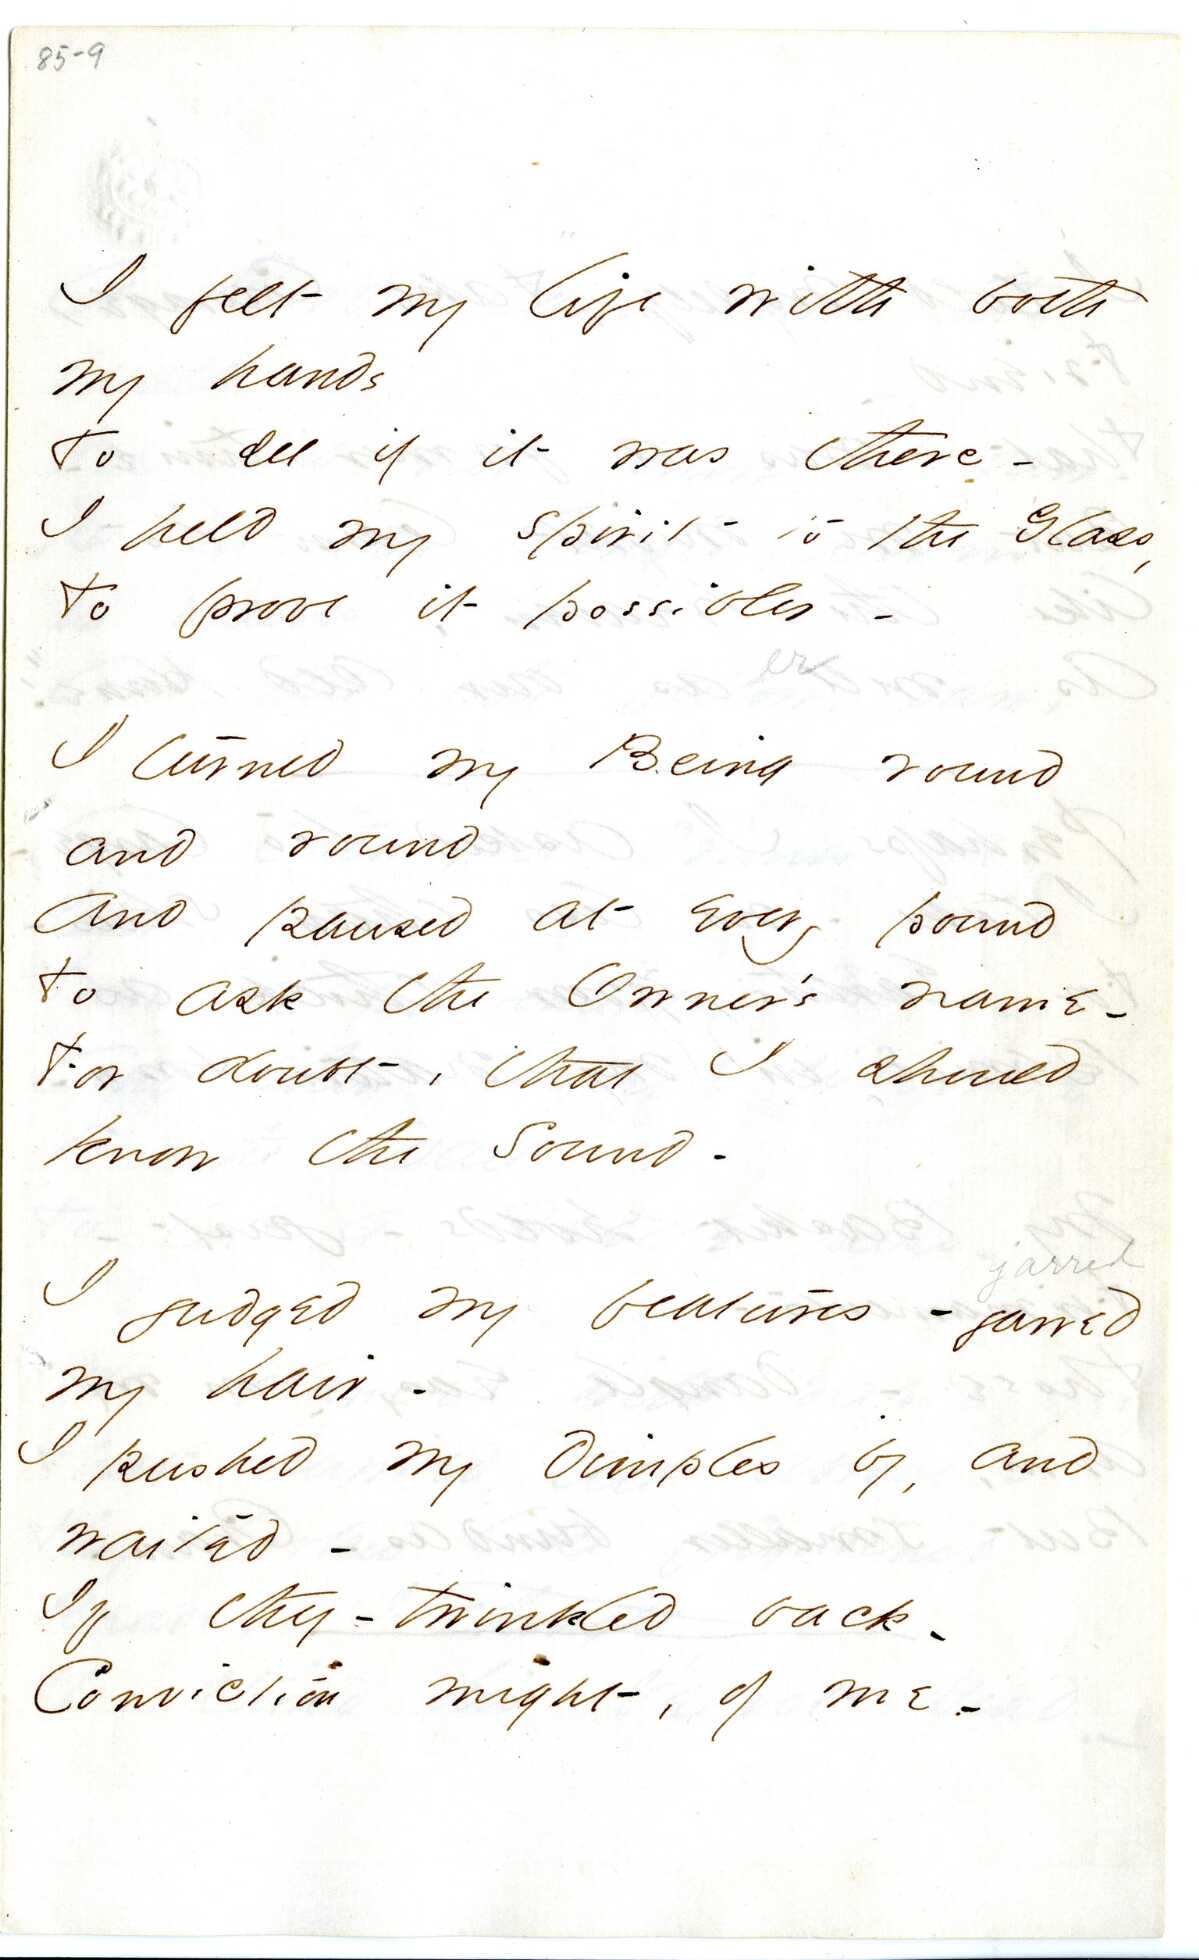 85-9
I felt my life with both
my hands
To see if it was there -
I held my spirit to the Glass,
To prove it possibler -
er
I turned my Being round
and round
And paused at every pound
To ask the Owner's name -
For doubt, that I should
know the Sound -
jarred
I judged my features - jarred
my hair -
I pushed my dimples by, and
waited -
If they - twinkled back -
Conviction might, of me -